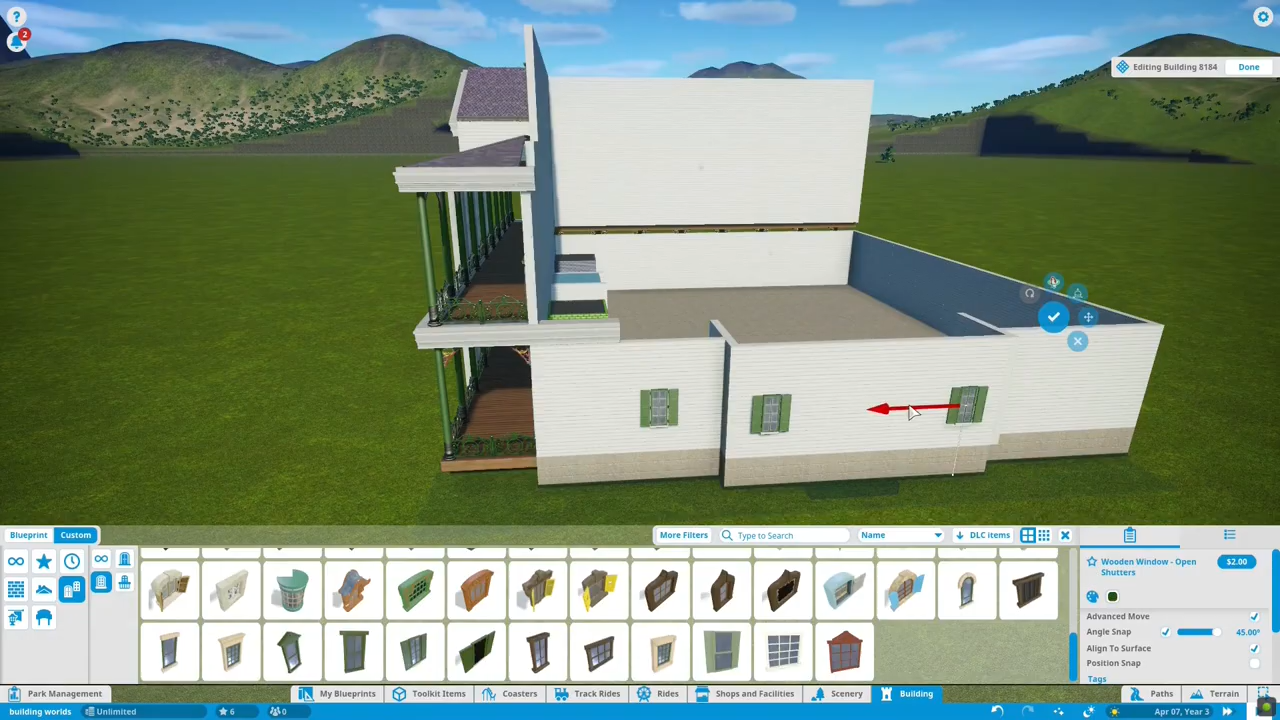 ?
2
Editing Building 8184 Done
Blueprint Custom More Filters Type to Search Name DLC items
Wooden Window - Open Shutters $2.00
Advanced Move
Angle Snap 45.00°
Align To Surface
Position Snap
Tags
Park Management My Blueprints Toolkit Items Coasters Track Rides Rides Shops and Facilities Scenery Building Paths Terrain
building worlds Unlimited 6 0 Apr 07, Year 3